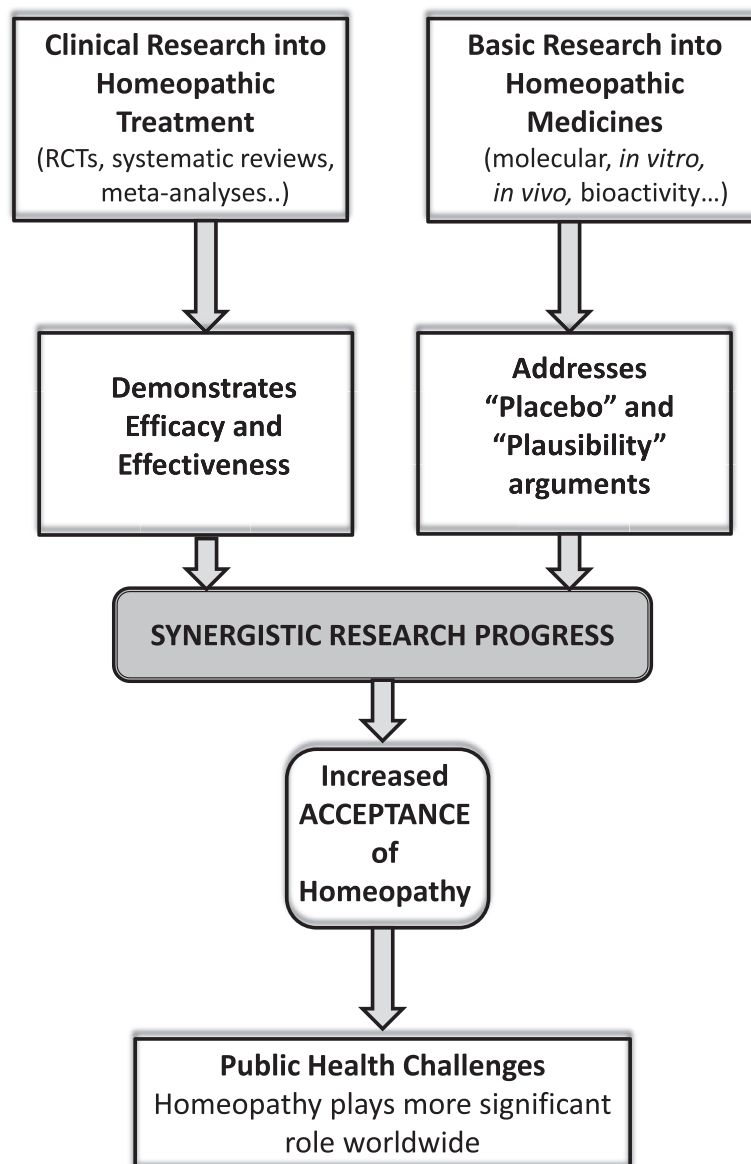 Clinical Research into
Homeopathic
Treatment
(RCTs, systematic reviews,
meta-analyses..)
Basic Research into
Homeopathic
Medicines
(molecular, in vitro,
in vivo, bioactivity…)
Demonstrates
Efficacy and
Effectiveness
Addresses
“Placebo” and
“Plausibility”
arguments
SYNERGISTIC RESEARCH PROGRESS
Increased
ACCEPTANCE
of
Homeopathy
Public Health Challenges
Homeopathy plays more significant
role worldwide